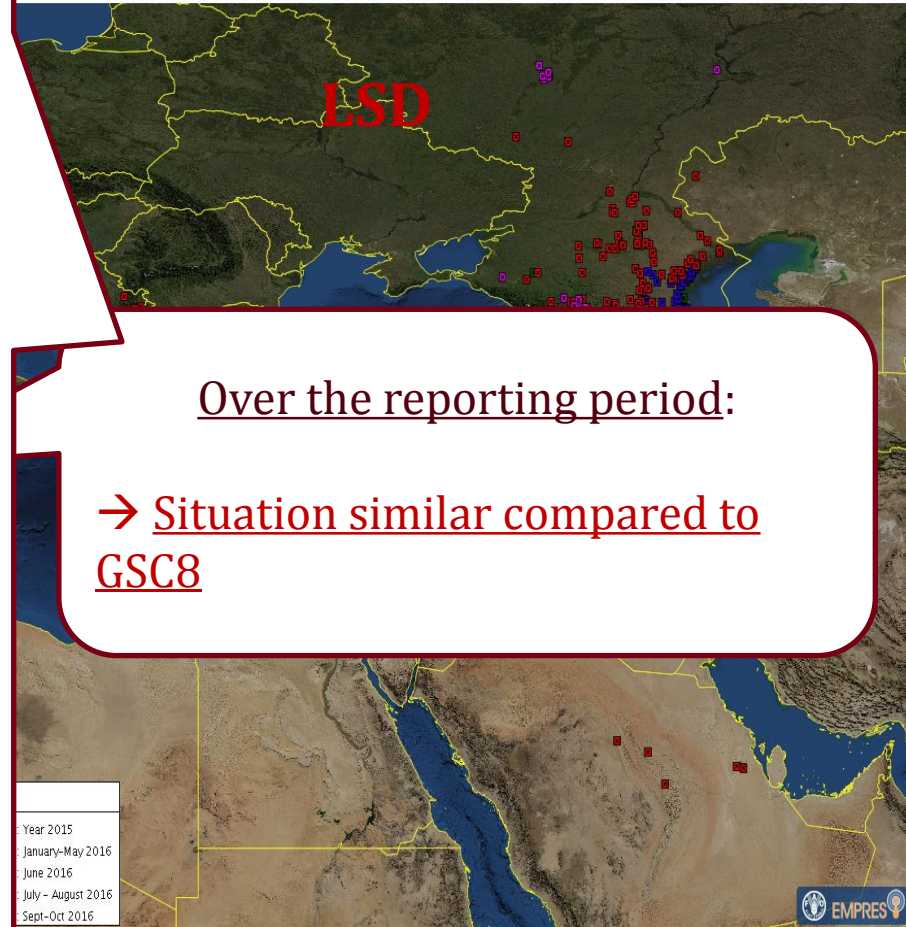 LSD
Over the reporting period:
→ Situation similar compared to
GSC8
: Year 2015
: January-May 2016
: June 2016
: July - August 2016
: Sept-Oct 2016
EMPRES